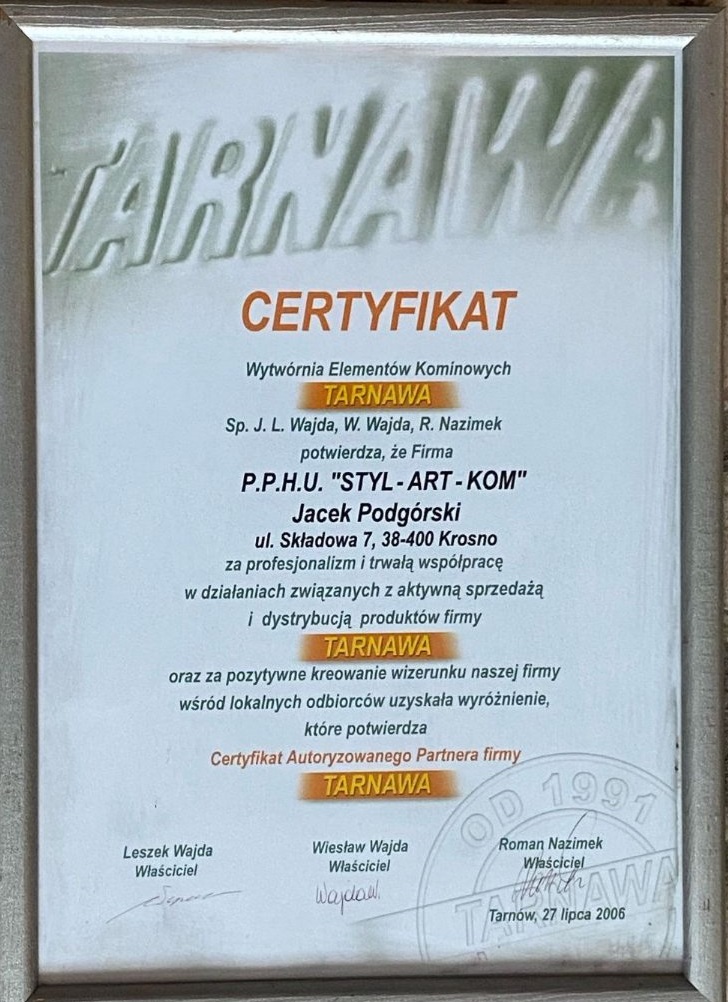 TARNAWA
CERTYFIKAT
Wytwórnia Elementów Kominowych
TARNAWA
Sp. J. L. Wajda, W. Wajda, R. Nazimek
potwierdza, że Firma
P.P.H.U. "STYL - ART - KOM"
Jacek Podgórski
ul. Składowa 7, 38-400 Krosno
za profesjonalizm i trwałą współpracę
w działaniach związanych z aktywną sprzedażą
i dystrybucją produktów firmy
TARNAWA
oraz za pozytywne kreowanie wizerunku naszej firmy
wśród lokalnych odbiorców uzyskała wyróżnienie,
które potwierdza
Certyfikat Autoryzowanego Partnera firmy
TARNAWA
OD 1991
TARNAWA
Leszek Wajda
Właściciel
Wiesław Wajda
Właściciel
Wajda W.
Roman Nazimek
Właściciel
Tarnów, 27 lipca 2006